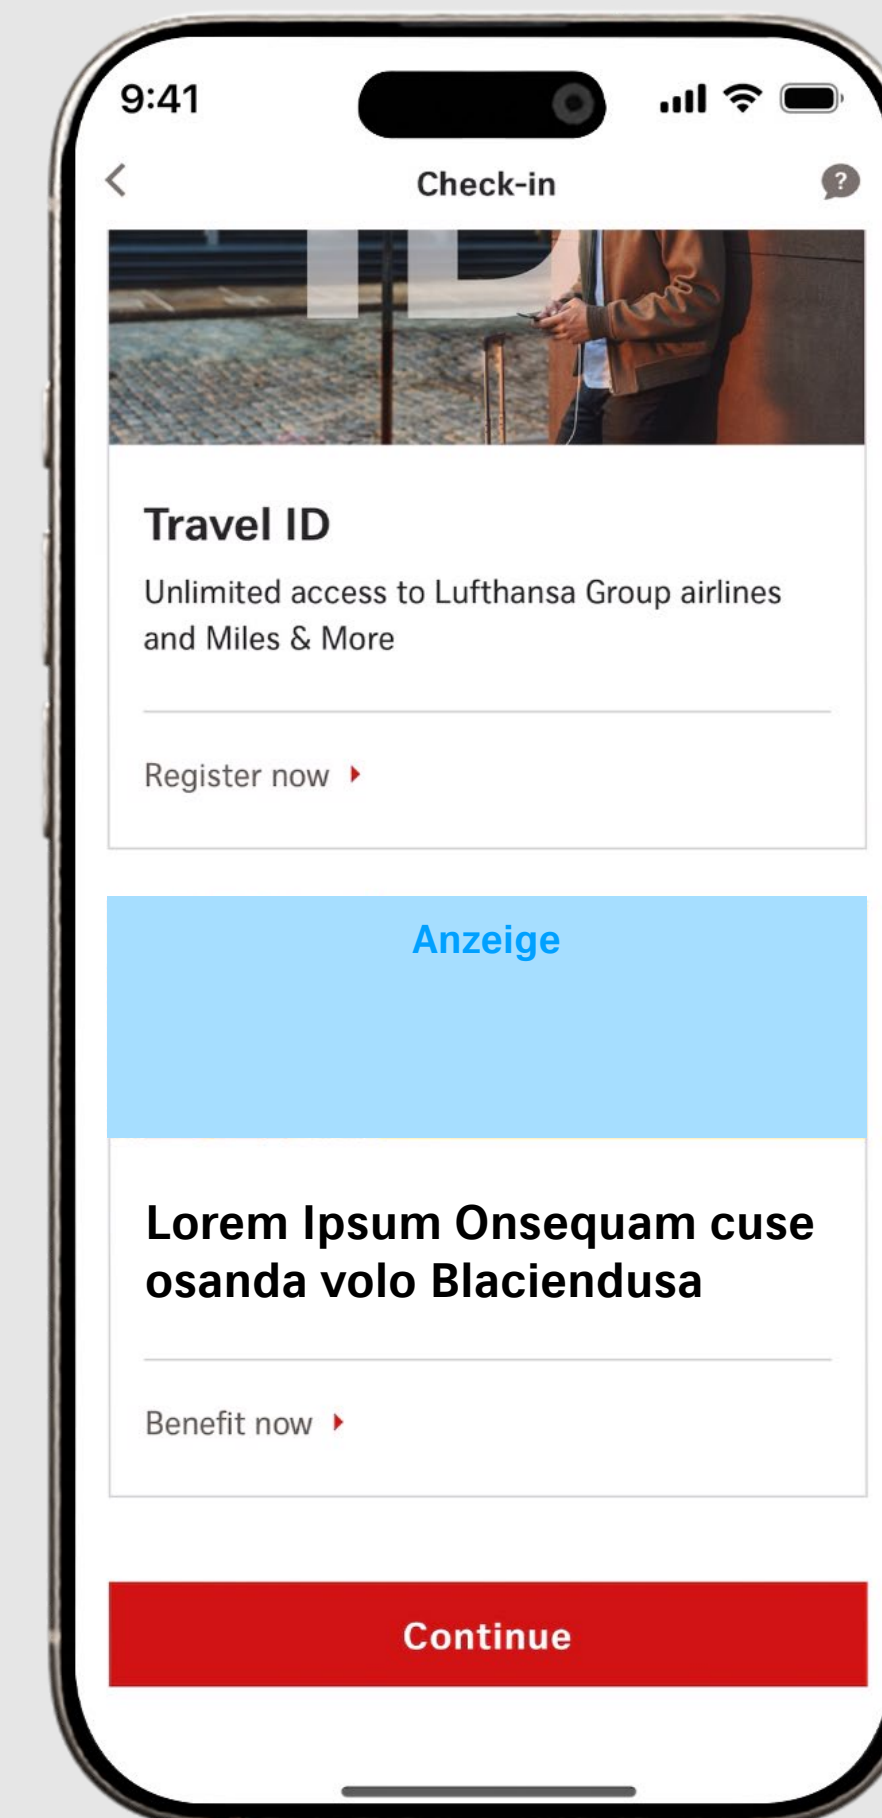 9:41
Check-in
?
ID
Travel ID
Unlimited access to Lufthansa Group airlines
and Miles & More
Register now
Anzeige
Lorem Ipsum Onsequam cuse
osanda volo Blaciendusa
Benefit now
Continue